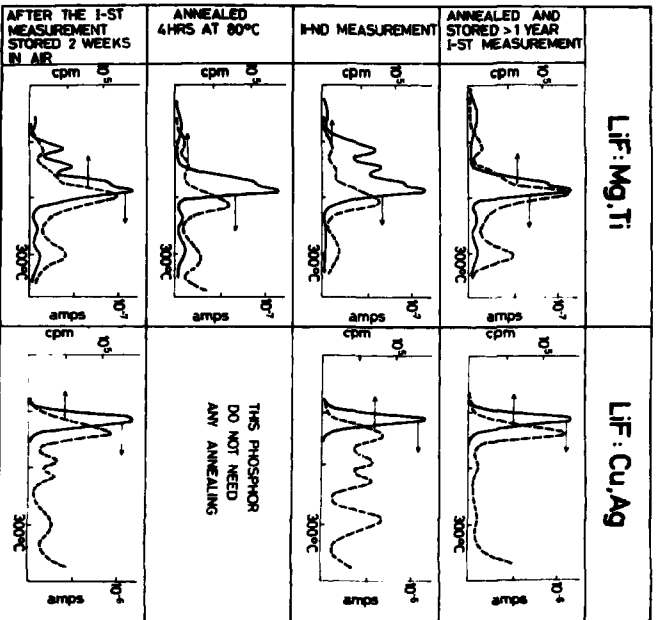 AFTER THE I-ST
MEASUREMENT
STORED 2 WEEKS
IN AIR
ANNEALED
4HRS AT 80°C
II-ND MEASUREMENT
ANNEALED AND
STORED >1 YEAR
I-ST MEASUREMENT
cpm 10⁵
cpm 10⁵
cpm 10⁵
cpm 10⁵
LiF:Mg,Ti
300°C
300°C
300°C
300°C
amps 10⁻⁷
amps 10⁻⁷
amps 10⁻⁷
amps 10⁻⁷
cpm 10⁵
cpm 10⁵
cpm 10⁵
THIS PHOSPHOR
DO NOT NEED
ANY ANNEALING
LiF:Cu,Ag
300°C
300°C
300°C
amps 10⁻⁶
amps 10⁻⁶
amps 10⁻⁶